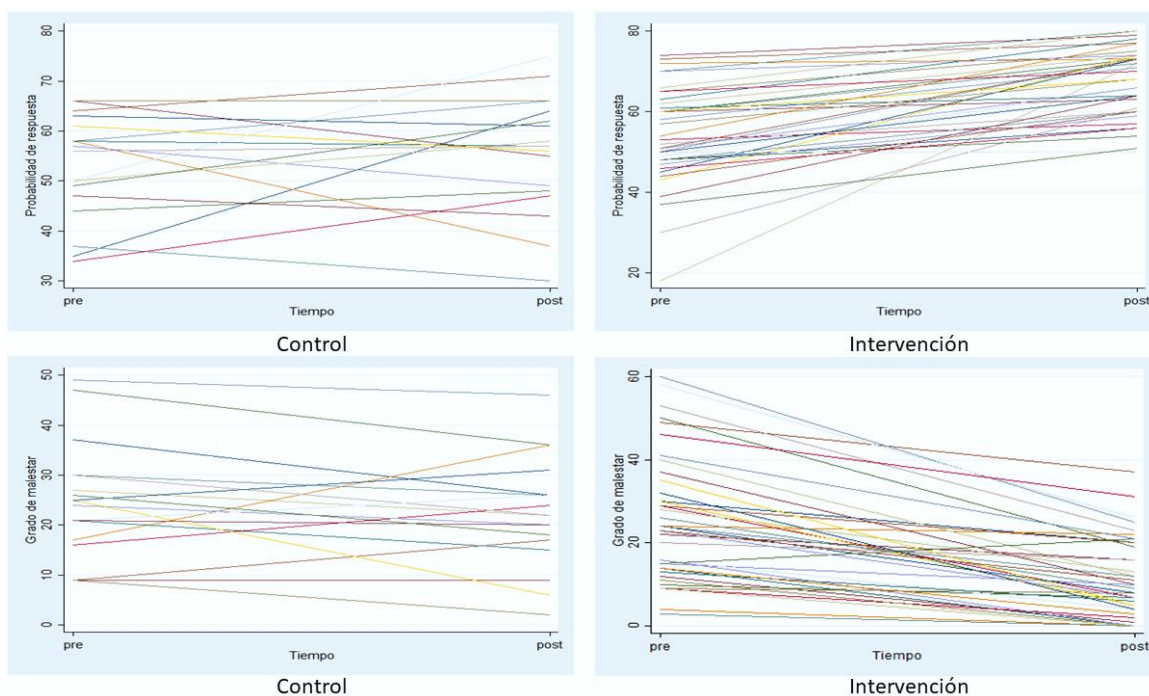 80
70
60
50
40
30
Probabilidad de respuesta
pre
post
Tiempo
Control
80
60
40
20
Probabilidad de respuesta
pre
post
Tiempo
Intervención
50
40
30
20
10
0
Grado de malestar
pre
post
Tiempo
Control
60
40
20
0
Grado de malestar
pre
post
Tiempo
Intervención